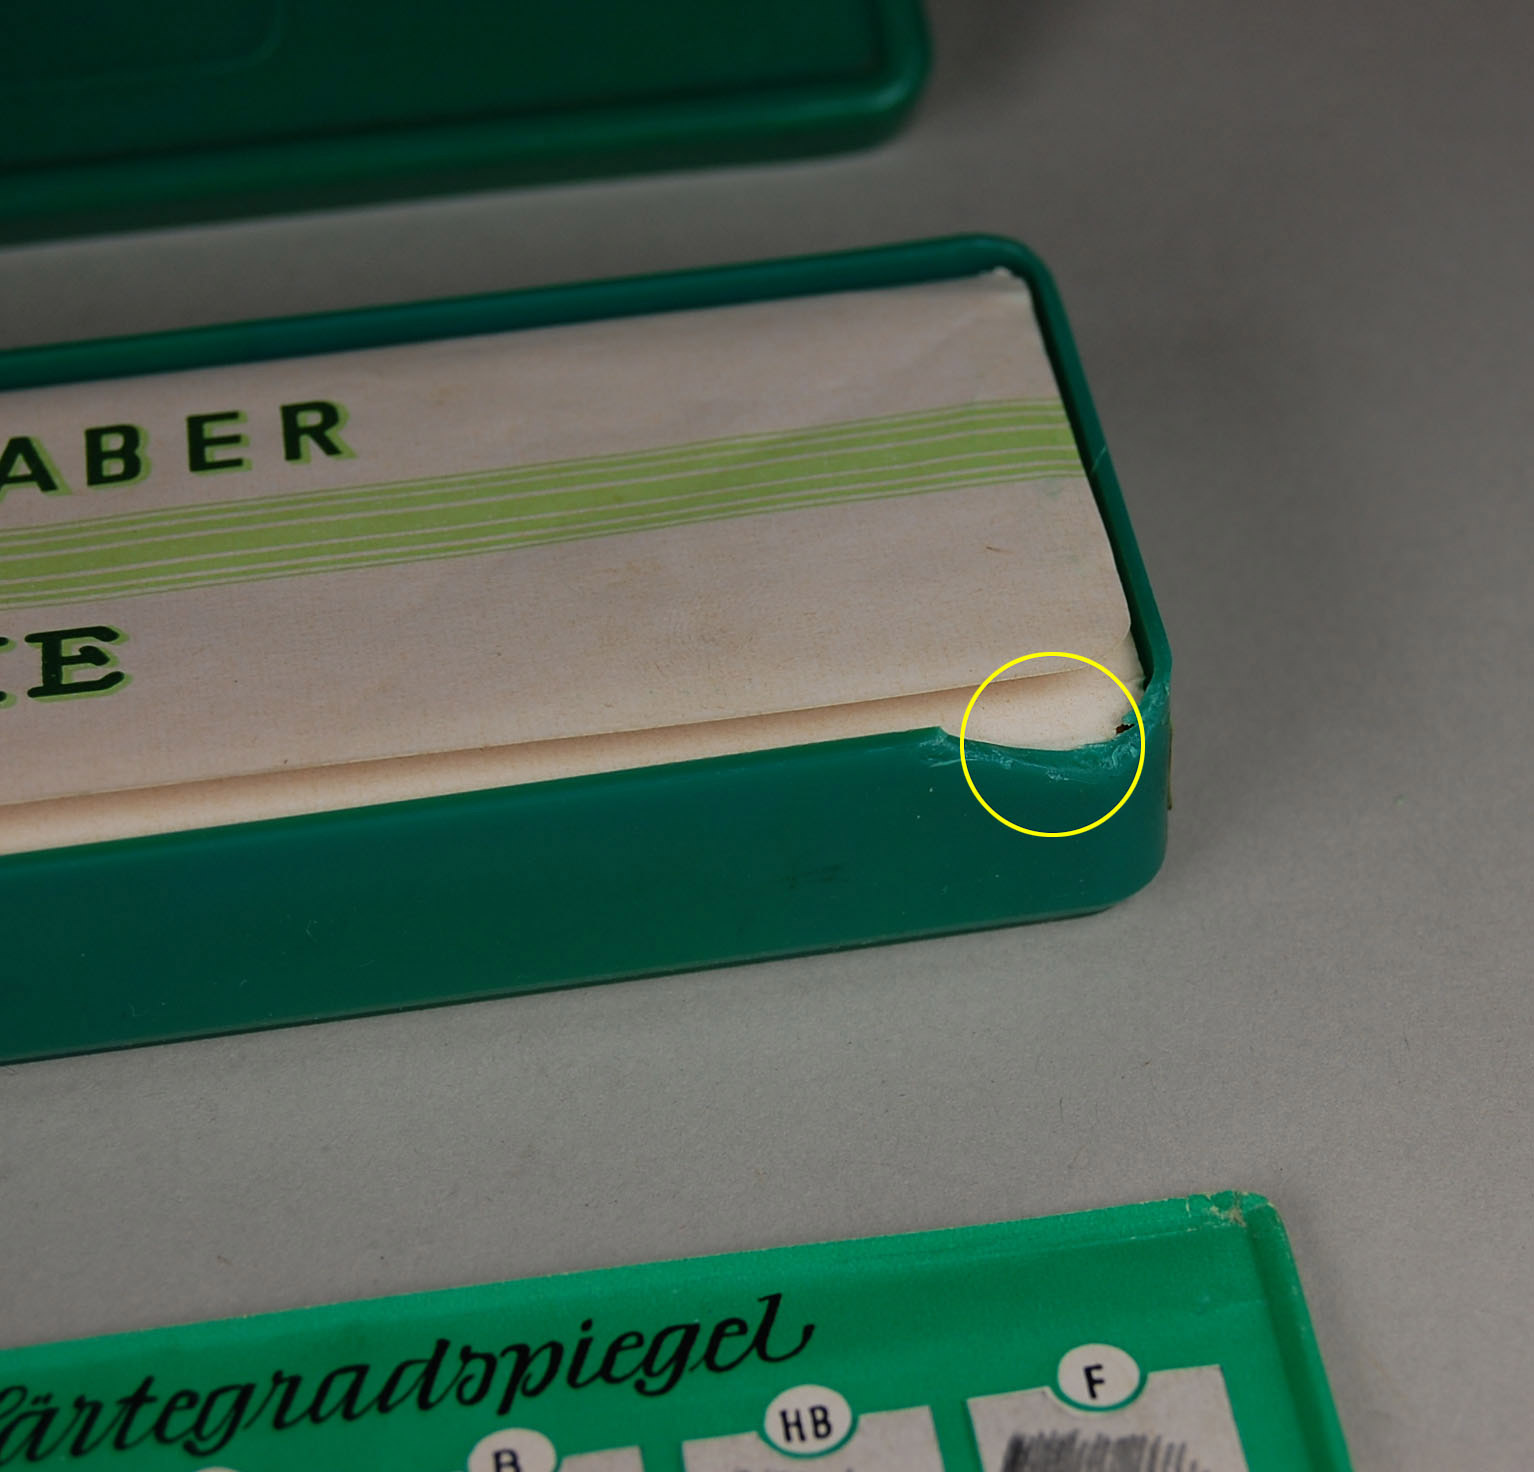 ABER
E
ärtegradspiegel
B
HB
F